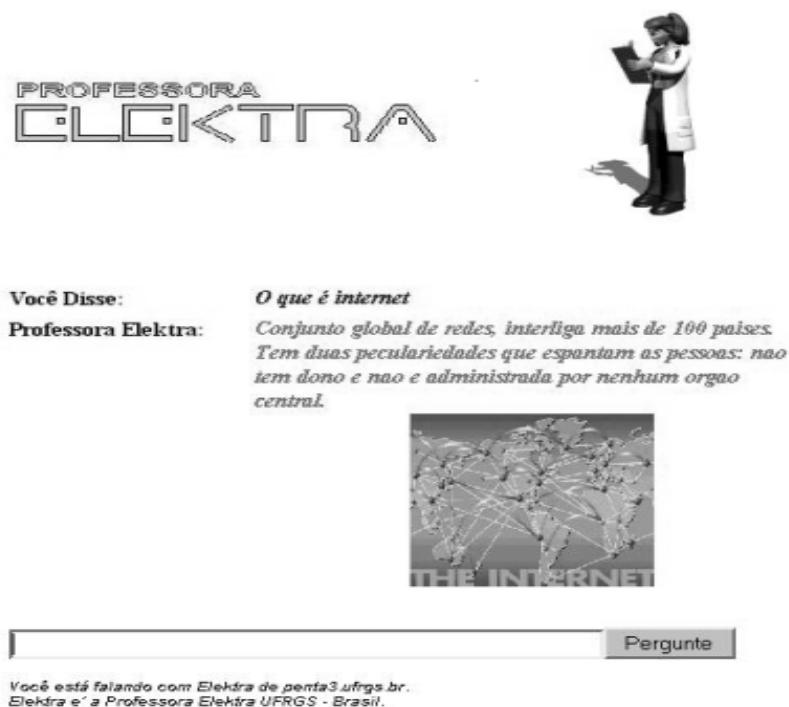 PROFESSORA
ELEKTRA
Você Disse: O que é internet
Professora Elektra: Conjunto global de redes, interliga mais de 100 paises.
Tem duas peculariedades que espantam as pessoas: nao
tem dono e nao e administrada por nenhum orgao
central.
THE INTERNET
Pergunte
Você está falando com Elektra de penta3.ufrgs.br.
Elektra e´ a Professora Elektra UFRGS - Brasil.